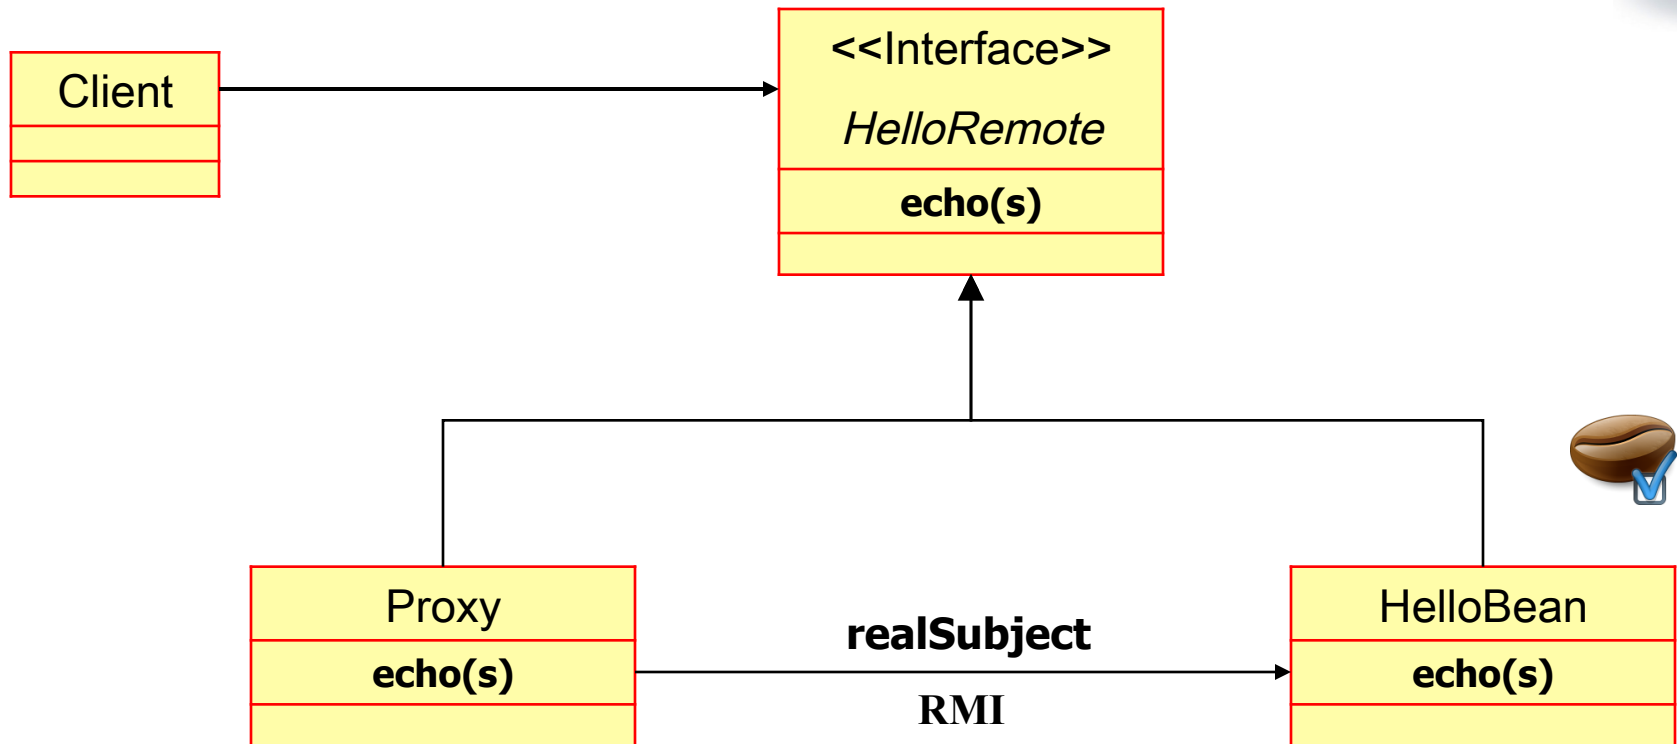 Client
<<Interface>>
HelloRemote
echo(s)
Proxy
echo(s)
realSubject
RMI
HelloBean
echo(s)